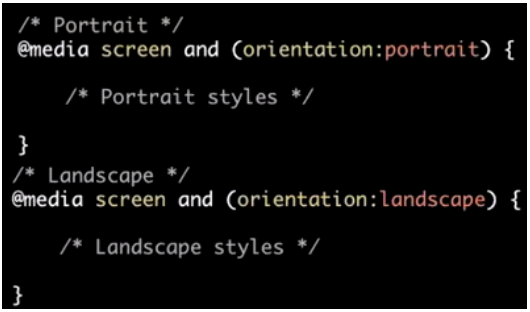 /* Portrait */
@media screen and (orientation:portrait) {
/* Portrait styles */
}
/* Landscape */
@media screen and (orientation:landscape) {
/* Landscape styles */
}